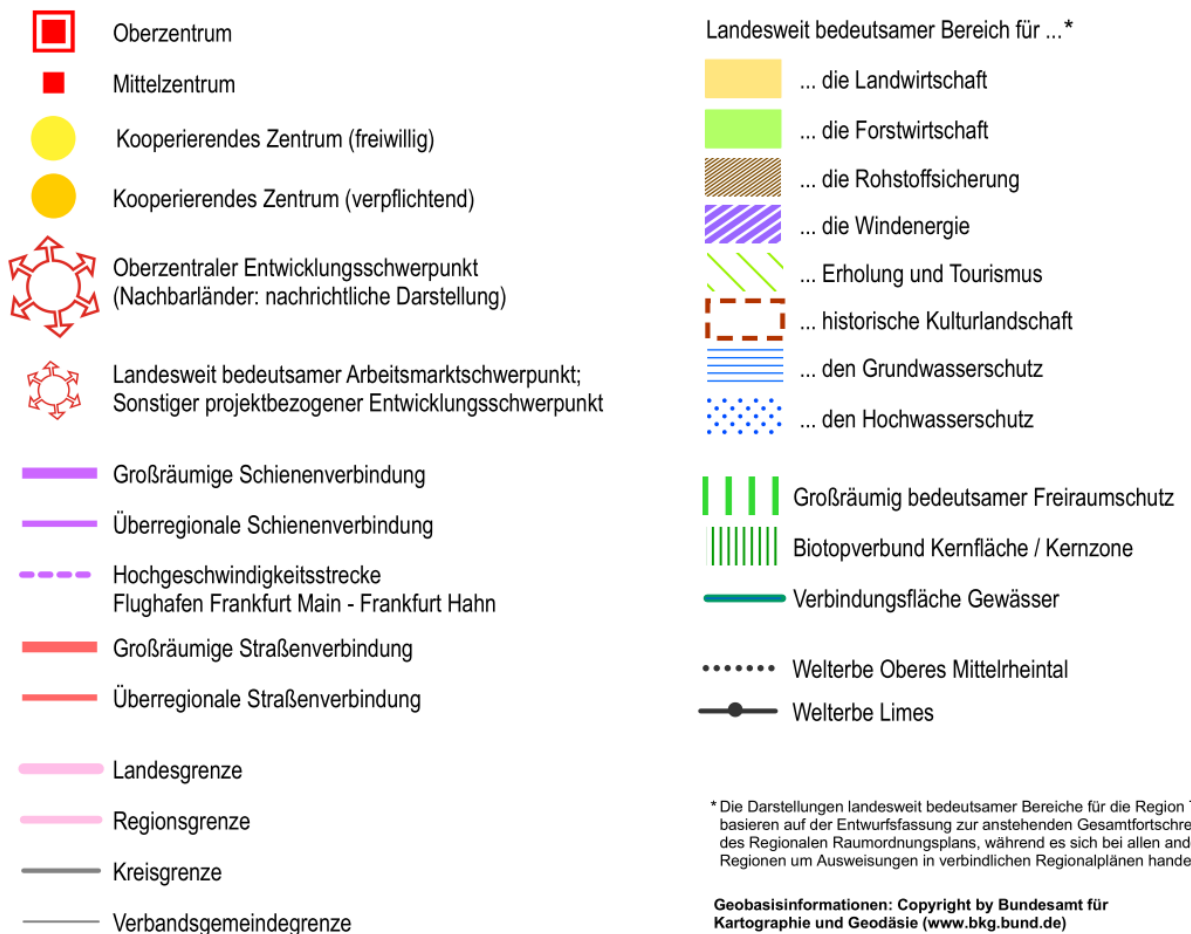 Oberzentrum
Mittelzentrum
Kooperierendes Zentrum (freiwillig)
Kooperierendes Zentrum (verpflichtend)
Oberzentraler Entwicklungsschwerpunkt
(Nachbarländer: nachrichtliche Darstellung)
Landesweit bedeutsamer Arbeitsmarktschwerpunkt;
Sonstiger projektbezogener Entwicklungsschwerpunkt
Großräumige Schienenverbindung
Überregionale Schienenverbindung
Hochgeschwindigkeitsstrecke
Flughafen Frankfurt Main - Frankfurt Hahn
Großräumige Straßenverbindung
Überregionale Straßenverbindung
Landesgrenze
Regionsgrenze
Kreisgrenze
Verbandsgemeindegrenze
Landesweit bedeutsamer Bereich für ...*
... die Landwirtschaft
... die Forstwirtschaft
... die Rohstoffsicherung
... die Windenergie
... Erholung und Tourismus
... historische Kulturlandschaft
... den Grundwasserschutz
... den Hochwasserschutz
Großräumig bedeutsamer Freiraumschutz
Biotopverbund Kernfläche / Kernzone
Verbindungsfläche Gewässer
Welterbe Oberes Mittelrheintal
Welterbe Limes
* Die Darstellungen landesweit bedeutsamer Bereiche für die Region
basieren auf der Entwurfsfassung zur anstehenden Gesamtfortschre
des Regionalen Raumordnungsplans, während es sich bei allen and
Regionen um Ausweisungen in verbindlichen Regionalplänen hande
Geobasisinformationen: Copyright by Bundesamt für
Kartographie und Geodäsie (www.bkg.bund.de)